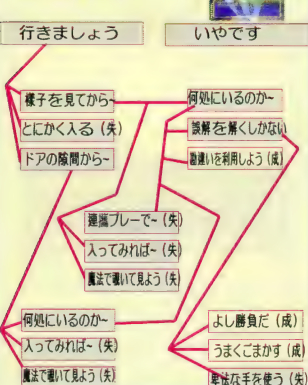 行きましょう
いやです
様子を見てから~
とにかく入る (失)
ドアの隙間から~
何処にいるのか~
誤解を解くしかない
勘違いを利用しよう (成)
連携プレーで~ (失)
入ってみれば~ (失)
魔法で覗いて見よう (失)
何処にいるのか~
入ってみれば~ (失)
魔法で覗いて見よう (失)
よし勝負だ (成)
うまくごまかす (成)
卑怯な手を使う (失)